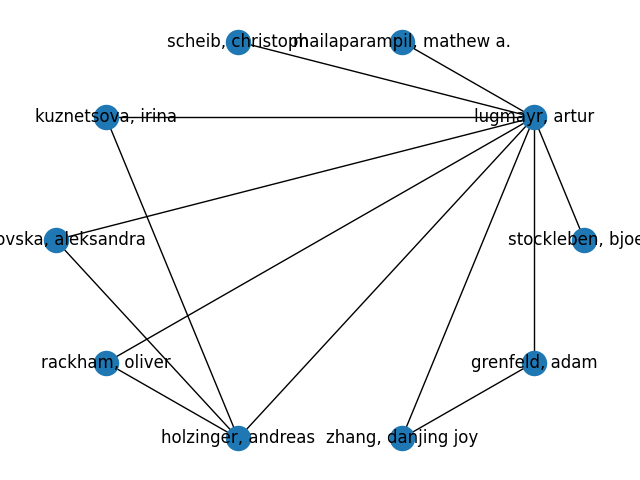 scheib, christoph
mailaparampil, mathew a.
kuznetsova, irina
lugmayr, artur
ovska, aleksandra
stockleben, bjoe
rackham, oliver
grenfeld, adam
holzinger, andreas
zhang, danjing joy